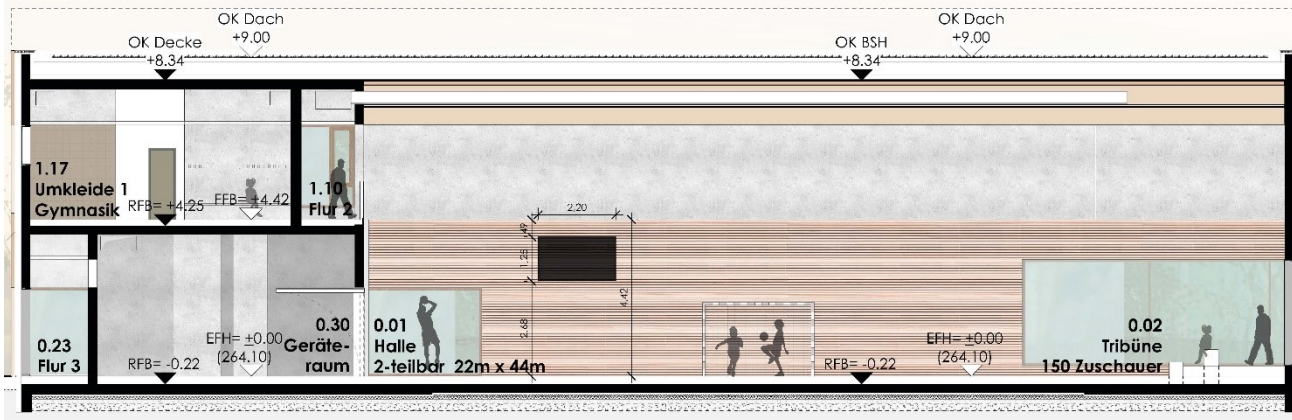 OK Dach
+9.00
OK Dach
+9.00
OK Decke
+8.34
OK BSH
+8.34
1.17
Umkleide 1
Gymnasik
RFB= +4.25
FFB= +4.42
1.10
Flur 2
2,20
49
1.25
2.68
4.42
0.23
Flur 3
RFB= -0.22
EFH= ±0.00
(264.10)
0.30
Geräte-
raum
0.01
Halle
2-teilbar 22m x 44m
RFB= -0.22
EFH= ±0.00
(264.10)
0.02
Tribüne
150 Zuschauer